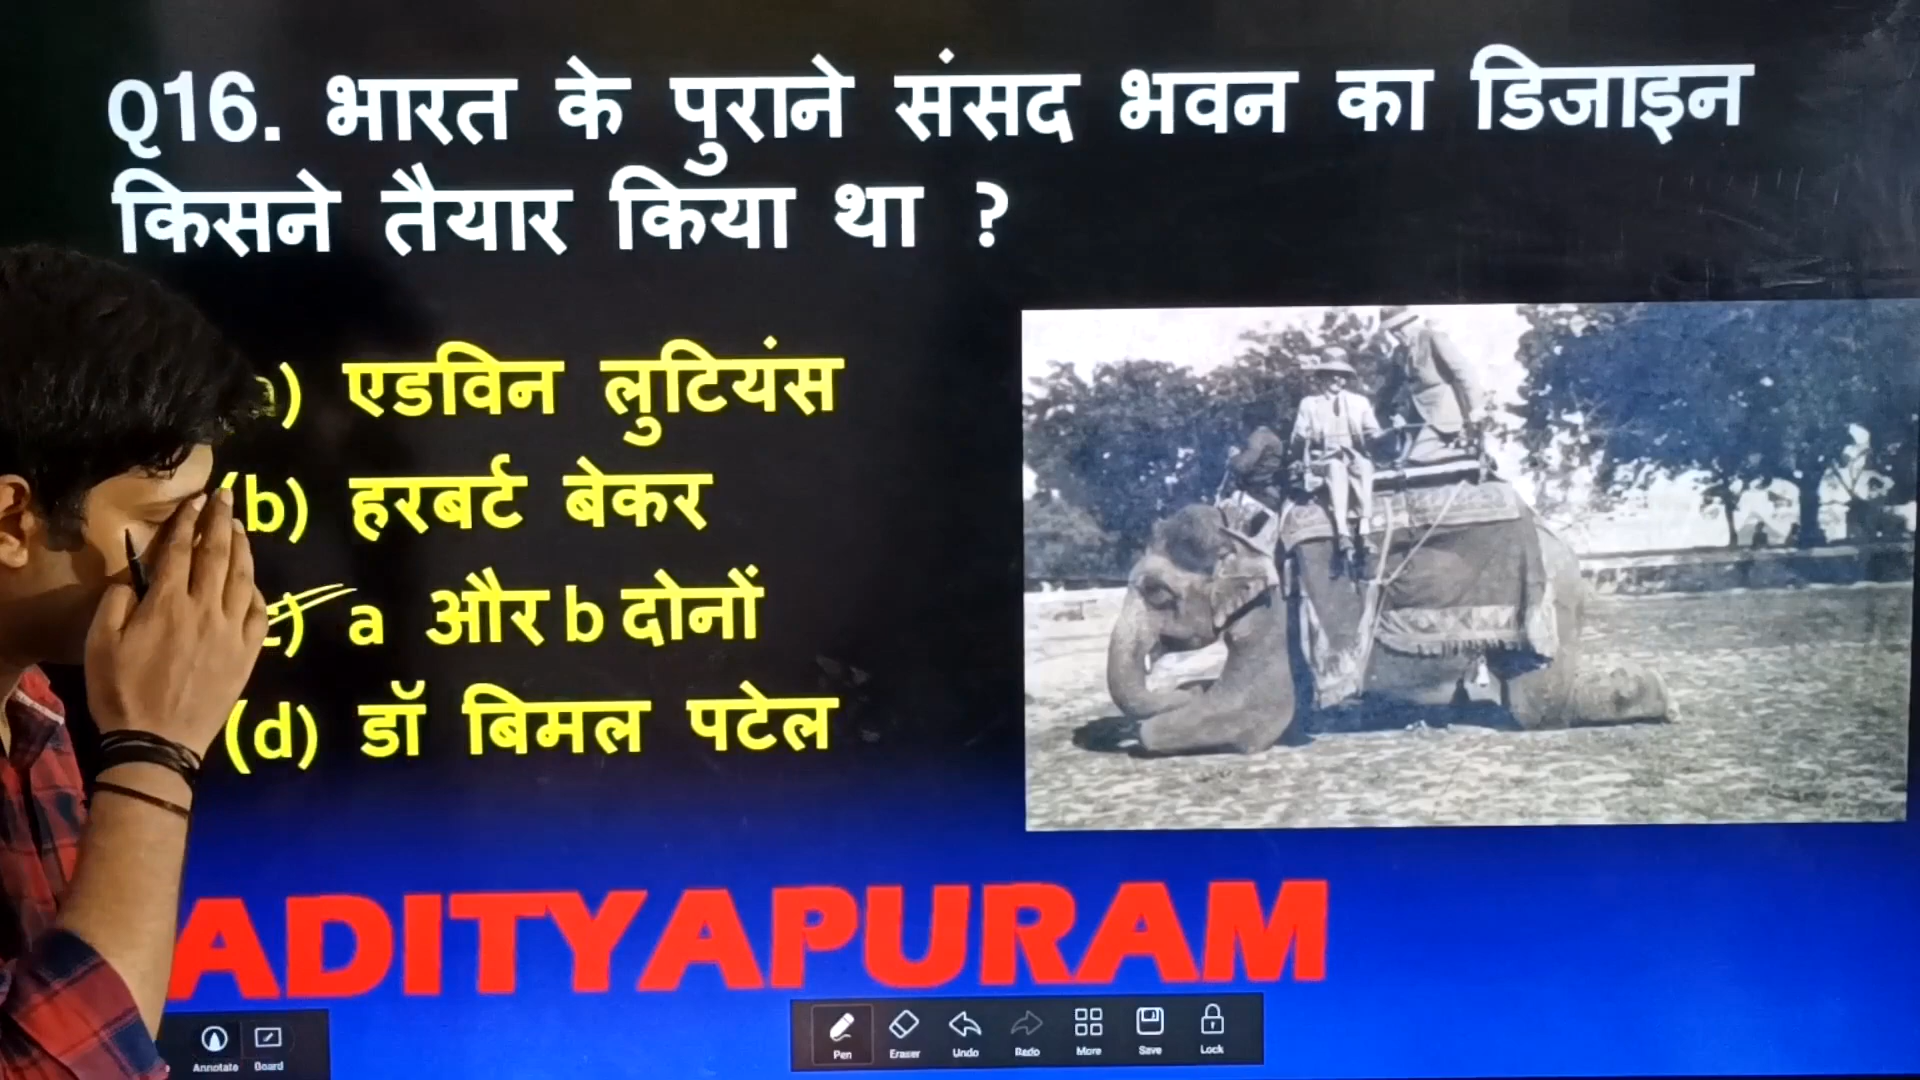 Q16. भारत के पुराने संसद भवन का डिजाइन
किसने तैयार किया था ?
a) एडविन लुटियंस
(b) हरबर्ट बेकर
c) a और b दोनों
(d) डॉ बिमल पटेल
ADITYAPURAM
Annotate Board
Pen Eraser Undo Redo More Save Lock